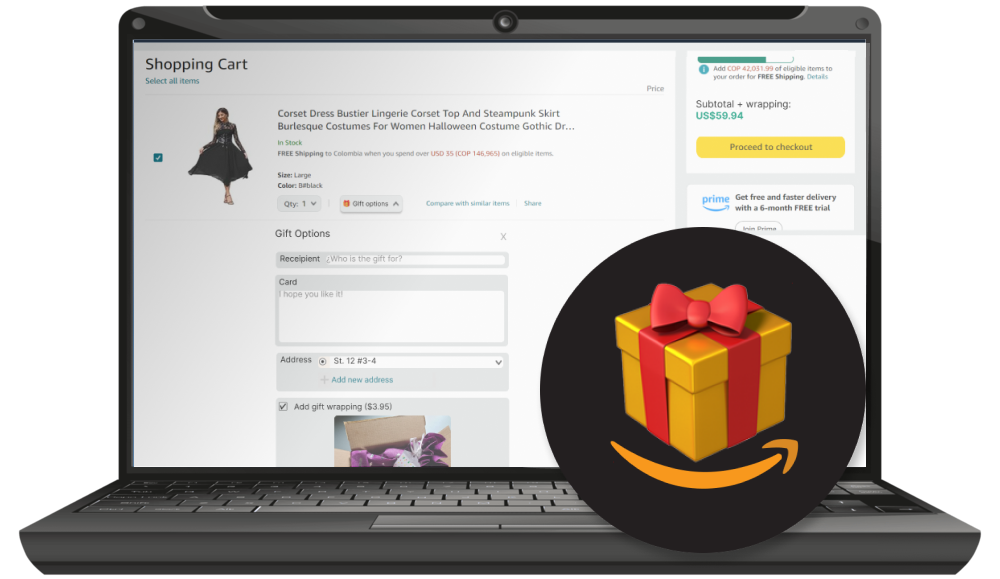 Shopping Cart
Select all items
Price
Corset Dress Bustier Lingerie Corset Top And Steampunk Skirt
Burlesque Costumes For Women Halloween Costume Gothic Dr...
In Stock
FREE Shipping to Colombia when you spend over USD 35 (COP 146,965) on eligible items.
Size: Large
Color: B#black
Qty: 1
Gift options
Compare with similar items
Share
Gift Options
X
Receipient ¿Who is the gift for?
Card
I hope you like it!
Address St. 12 #3-4
+ Add new address
Add gift wrapping ($3.95)
Add COP 42,031.99 of eligible items to
your order for FREE Shipping. Details
Subtotal + wrapping:
US$59.94
Proceed to checkout
prime
Get free and faster delivery
with a 6-month FREE trial
Join Prime